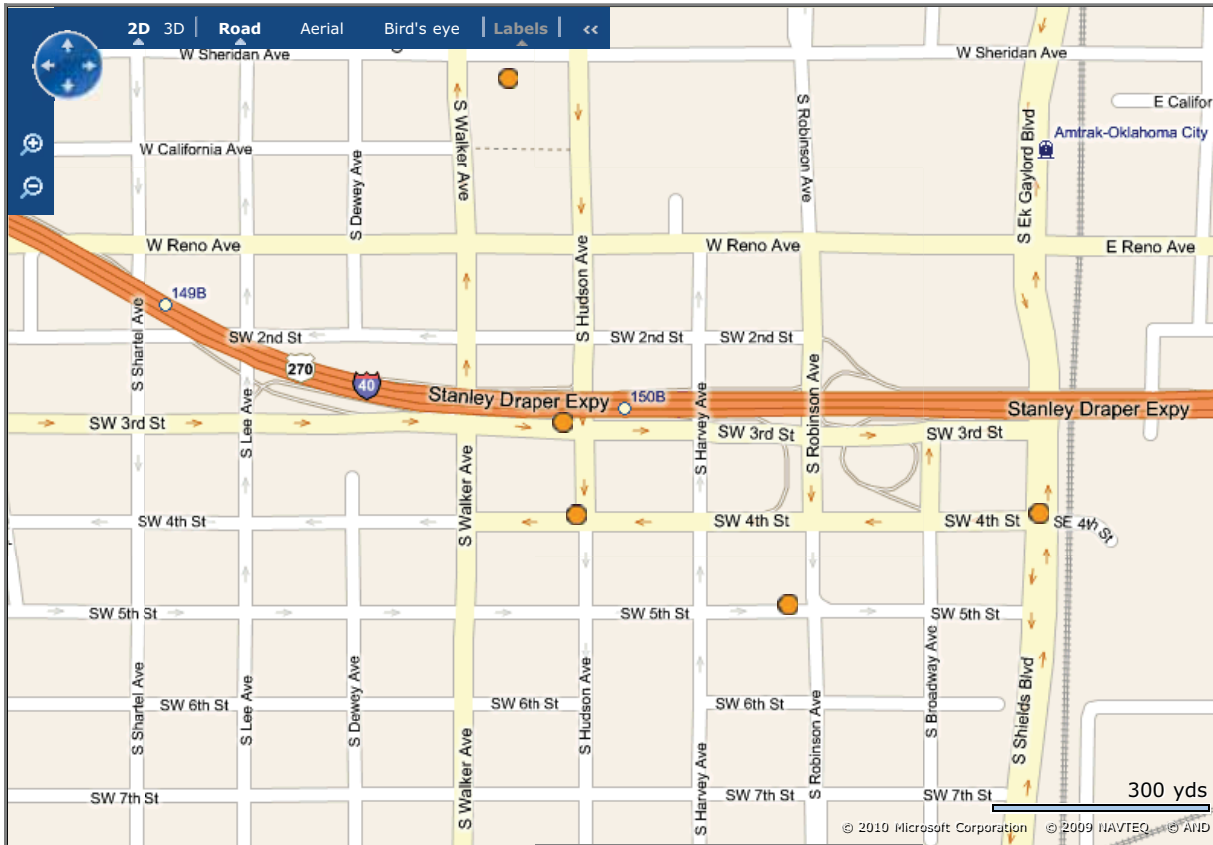 2D 3D Road Aerial Bird's eye Labels «
W Sheridan Ave
W Sheridan Ave
E Califor
Amtrak-Oklahoma City
W California Ave
S Walker Ave
S Robinson Ave
S Ek Gaylord Blvd
S Dewey Ave
W Reno Ave
W Reno Ave
E Reno Ave
S Hudson Ave
149B
S Shartel Ave
SW 2nd St
SW 2nd St
SW 2nd St
270
40
Stanley Draper Expy
150B
Stanley Draper Expy
S Lee Ave
S Harvey Ave
S Robinson Ave
SW 3rd St
SW 3rd St
SW 3rd St
S Walker Ave
SW 4th St
SW 4th St
SW 4th St
SE 4th St
SW 5th St
SW 5th St
SW 5th St
S Shartel Ave
S Lee Ave
S Dewey Ave
S Hudson Ave
S Broadway Ave
S Shields Blvd
SW 6th St
SW 6th St
SW 6th St
S Robinson Ave
S Walker Ave
S Harvey Ave
SW 7th St
SW 7th St
SW 7th St
300 yds
© 2010 Microsoft Corporation © 2009 NAVTEQ © AND